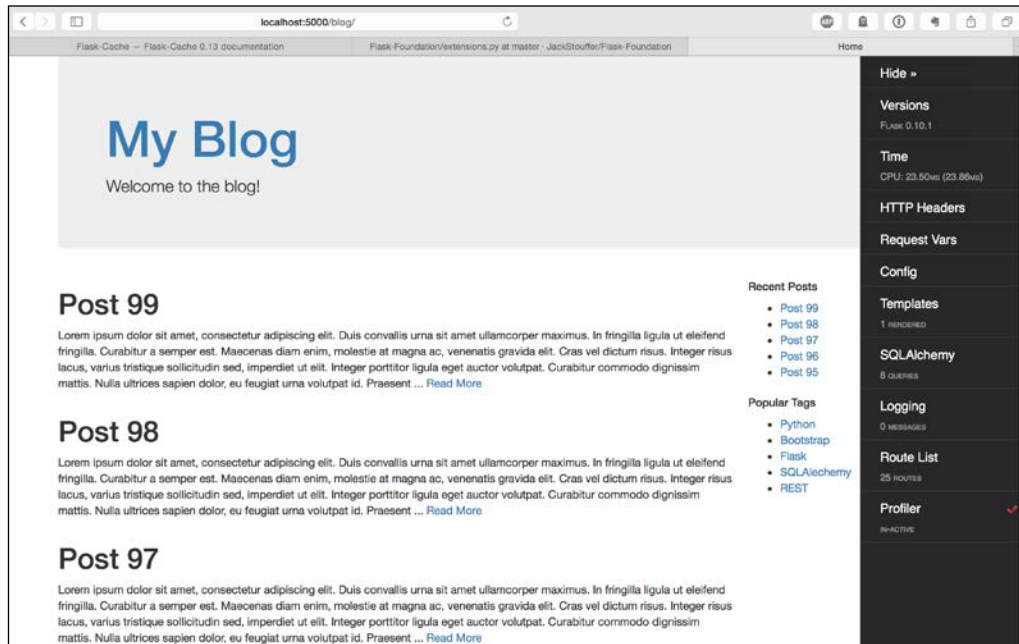 localhost:5000/blog/
Flask-Cache — Flask-Cache 0.13 documentation
Flask-Foundation/extensions.py at master · JackStouffer/Flask-Foundation
Home
My Blog
Welcome to the blog!
Post 99
Lorem ipsum dolor sit amet, consectetur adipiscing elit. Duis convallis urna sit amet ullamcorper maximus. In fringilla ligula ut eleifend
fringilla. Curabitur a semper est. Maecenas diam enim, molestie at magna ac, venenatis gravida elit. Cras vel dictum risus. Integer risus
lacus, varius tristique sollicitudin sed, imperdiet ut elit. Integer porttitor ligula eget auctor volutpat. Curabitur commodo dignissim
mattis. Nulla ultrices sapien dolor, eu feugiat urna volutpat id. Praesent ... Read More
Post 98
Lorem ipsum dolor sit amet, consectetur adipiscing elit. Duis convallis urna sit amet ullamcorper maximus. In fringilla ligula ut eleifend
fringilla. Curabitur a semper est. Maecenas diam enim, molestie at magna ac, venenatis gravida elit. Cras vel dictum risus. Integer risus
lacus, varius tristique sollicitudin sed, imperdiet ut elit. Integer porttitor ligula eget auctor volutpat. Curabitur commodo dignissim
mattis. Nulla ultrices sapien dolor, eu feugiat urna volutpat id. Praesent ... Read More
Post 97
Lorem ipsum dolor sit amet, consectetur adipiscing elit. Duis convallis urna sit amet ullamcorper maximus. In fringilla ligula ut eleifend
fringilla. Curabitur a semper est. Maecenas diam enim, molestie at magna ac, venenatis gravida elit. Cras vel dictum risus. Integer risus
lacus, varius tristique sollicitudin sed, imperdiet ut elit. Integer porttitor ligula eget auctor volutpat. Curabitur commodo dignissim
mattis. Nulla ultrices sapien dolor, eu feugiat urna volutpat id. Praesent ... Read More
Recent Posts
Post 99
Post 98
Post 97
Post 96
Post 95
Popular Tags
Python
Bootstrap
Flask
SQLAlechemy
REST
Hide »
Versions
Flask 0.10.1
Time
CPU: 23.50ms (23.86ms)
HTTP Headers
Request Vars
Config
Templates
1 rendered
SQLAlchemy
8 queries
Logging
0 messages
Route List
25 routes
Profiler
in-active